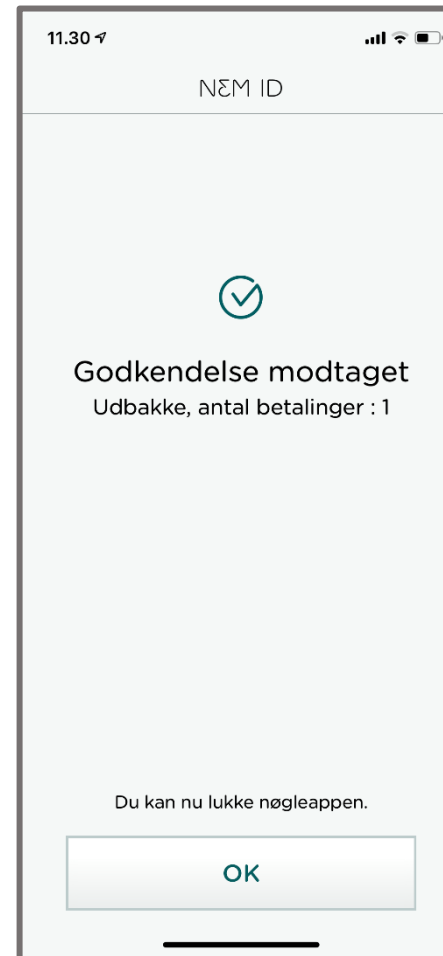 11.30
NEM ID
Godkendelse modtaget
Udbakke, antal betalinger : 1
Du kan nu lukke nøgleappen.
OK